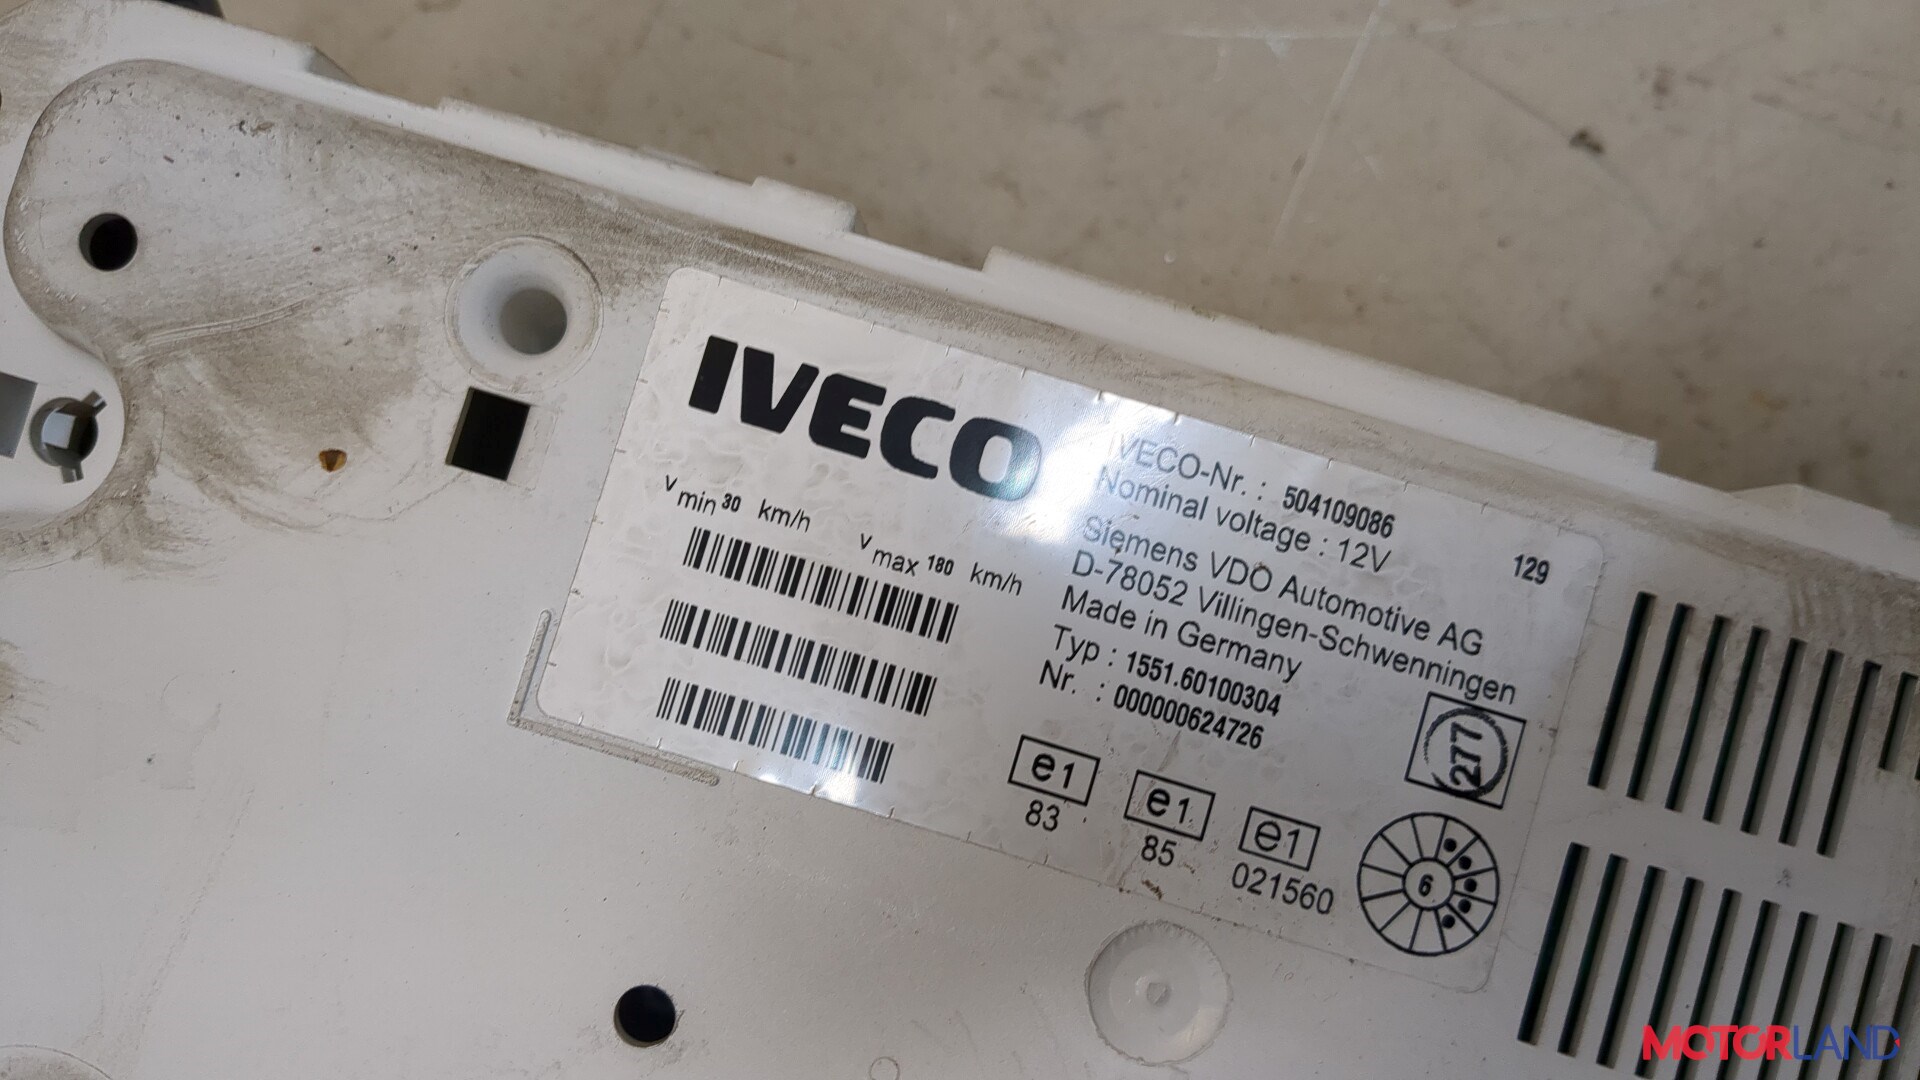 IVECO
IVECO-Nr. : 504109086
Nominal voltage : 12V
129
v min 30 km/h
v max 180 km/h
Siemens VDO Automotive AG
D-78052 Villingen-Schwenningen
Made in Germany
Typ : 1551.60100304
Nr. : 000000624726
277
e1
83
e1
85
e1
021560
6
MOTORLAND